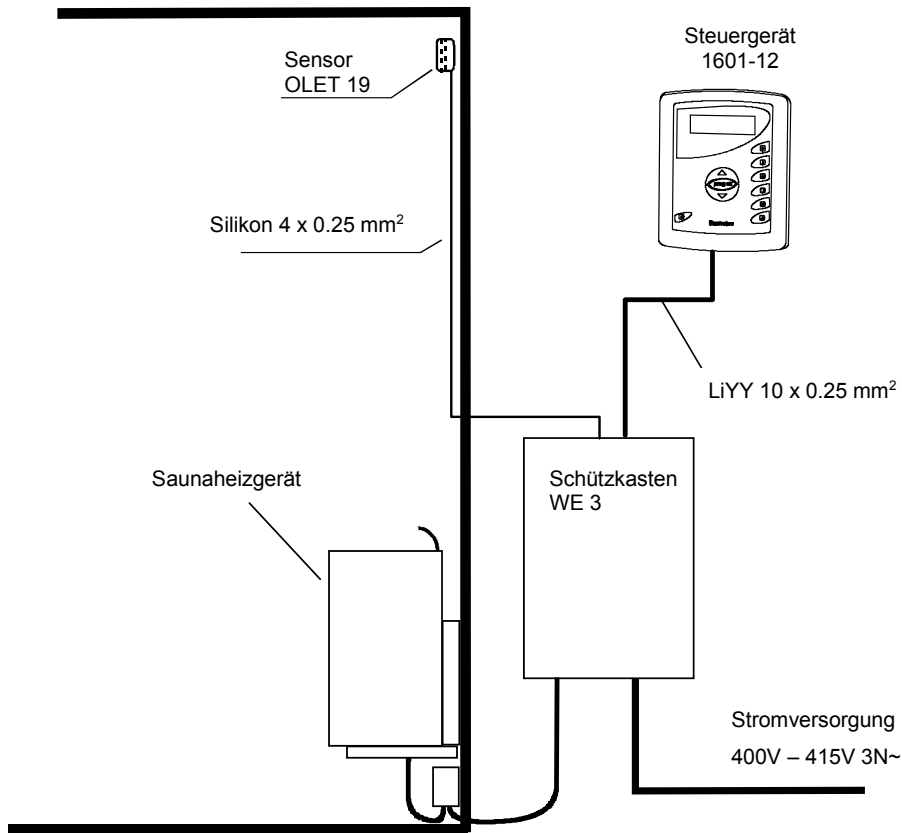 Steuergerät
1601-12
Sensor
OLET 19
Silikon 4 x 0.25 mm²
LiYY 10 x 0.25 mm²
Saunaheizgerät
Schützkasten
WE 3
Stromversorgung
400V – 415V 3N~